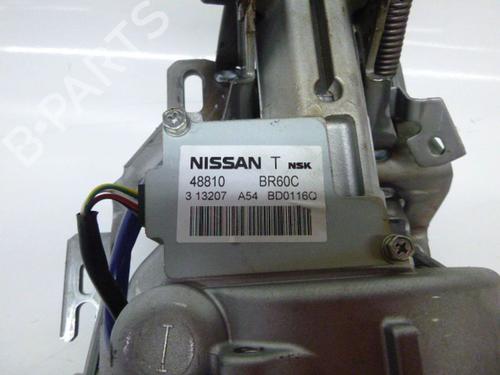 B-PARTS
NISSAN T NSK
48810 BR60C
3 13207 A54 BD0116Q
I